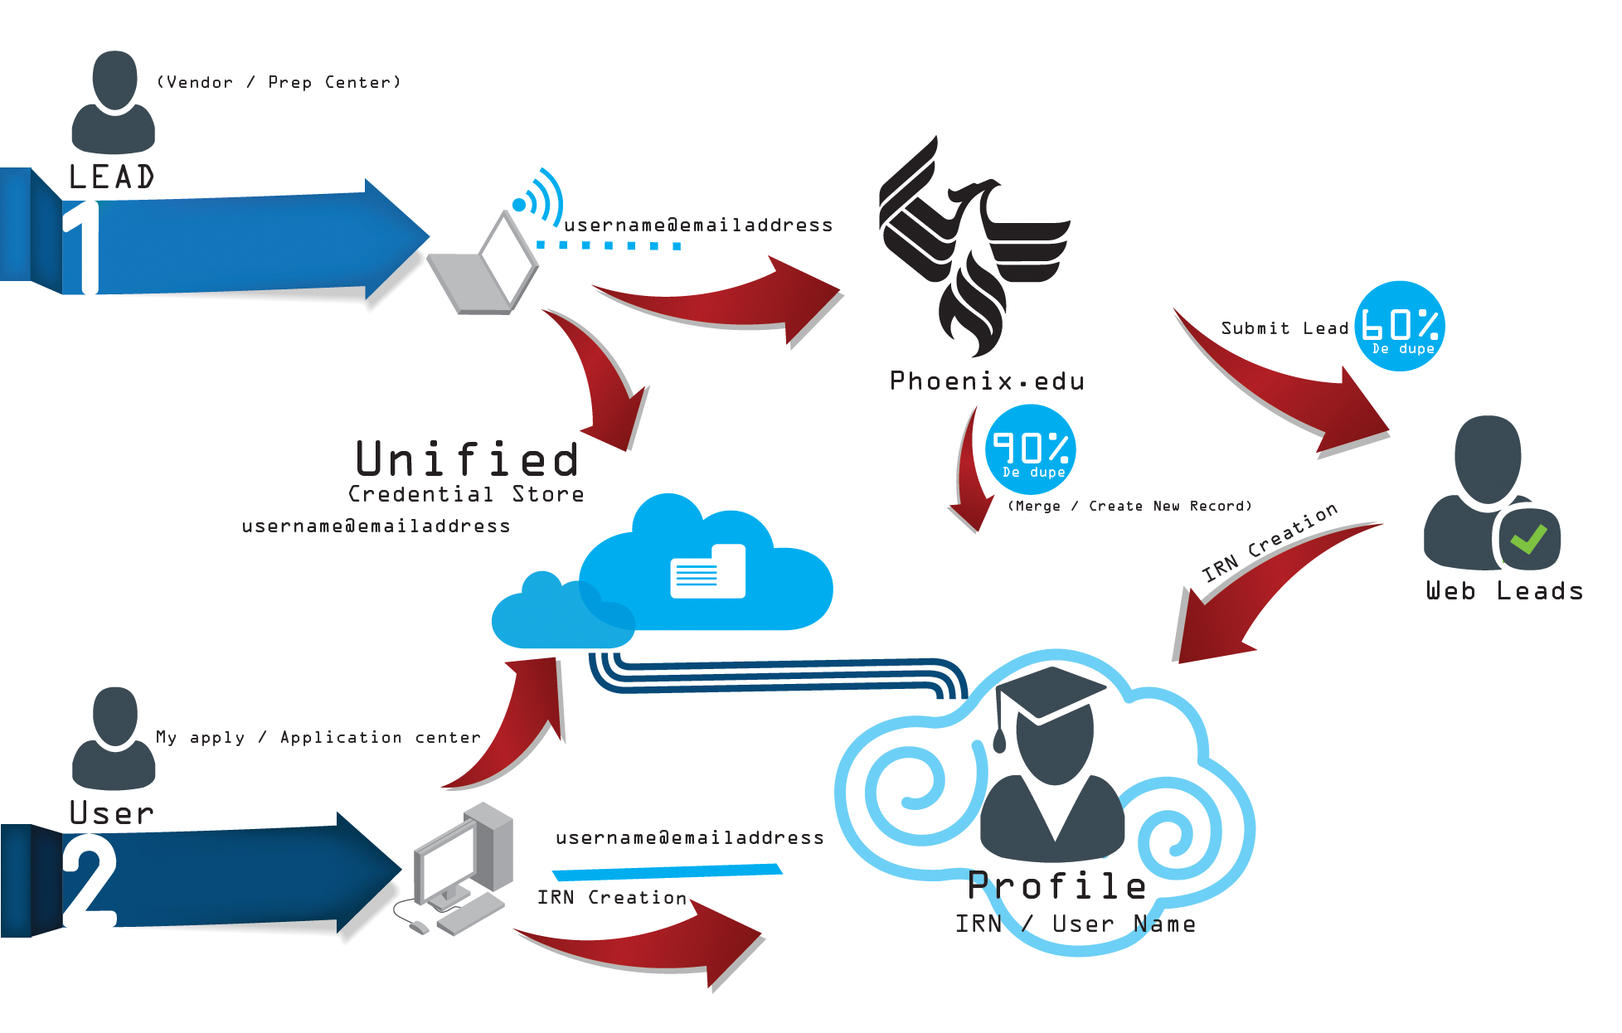 (Vendor / Prep Center)
LEAD
1
username@emailaddress
Phoenix.edu
Submit Lead
60%
De dupe
90%
De dupe
(Merge / Create New Record)
Unified
Credential Store
username@emailaddress
IRN Creation
Web Leads
My apply / Application center
User
2
username@emailaddress
IRN Creation
Profile
IRN / User Name